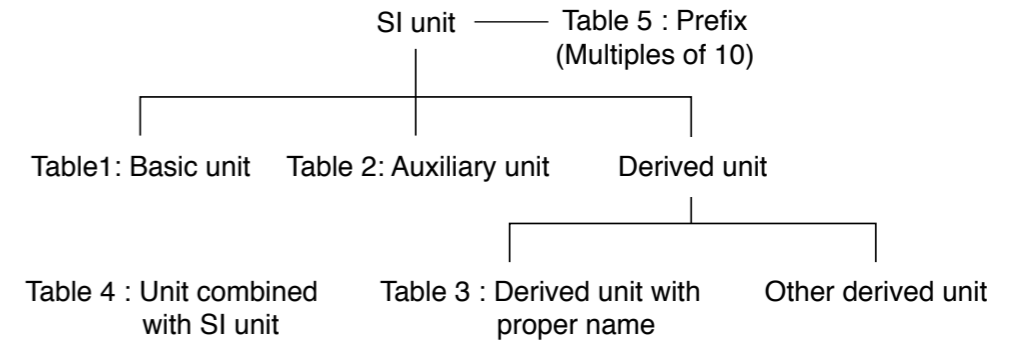 SI unit
Table 5 : Prefix
(Multiples of 10)
Table1: Basic unit
Table 2: Auxiliary unit
Derived unit
Table 4 : Unit combined
with SI unit
Table 3 : Derived unit with
proper name
Other derived unit